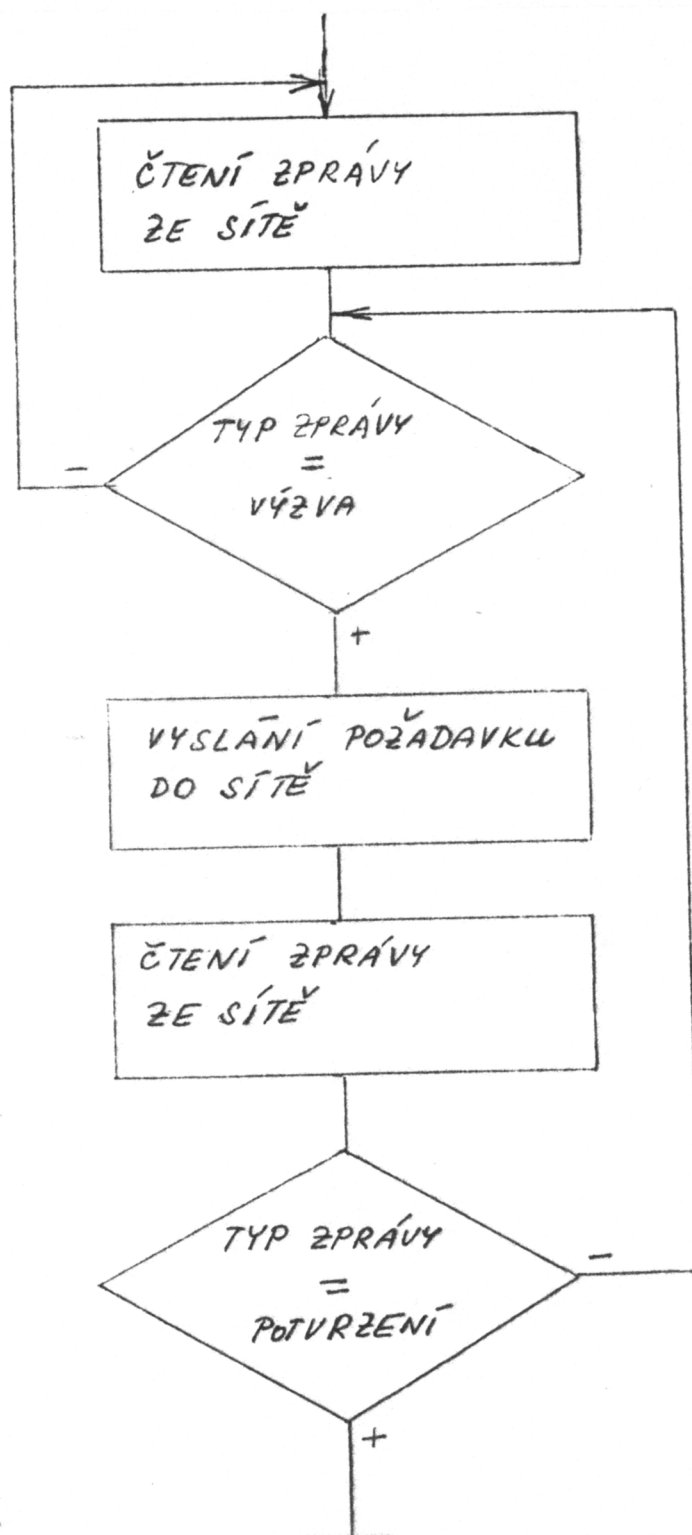 ČTENÍ ZPRÁVY
ZE SÍTĚ
TYP ZPRÁVY
=
VÝZVA
-
+
VYSLÁNÍ POŽADAVKU
DO SÍTĚ
ČTENÍ ZPRÁVY
ZE SÍTĚ
TYP ZPRÁVY
=
POTVRZENÍ
-
+